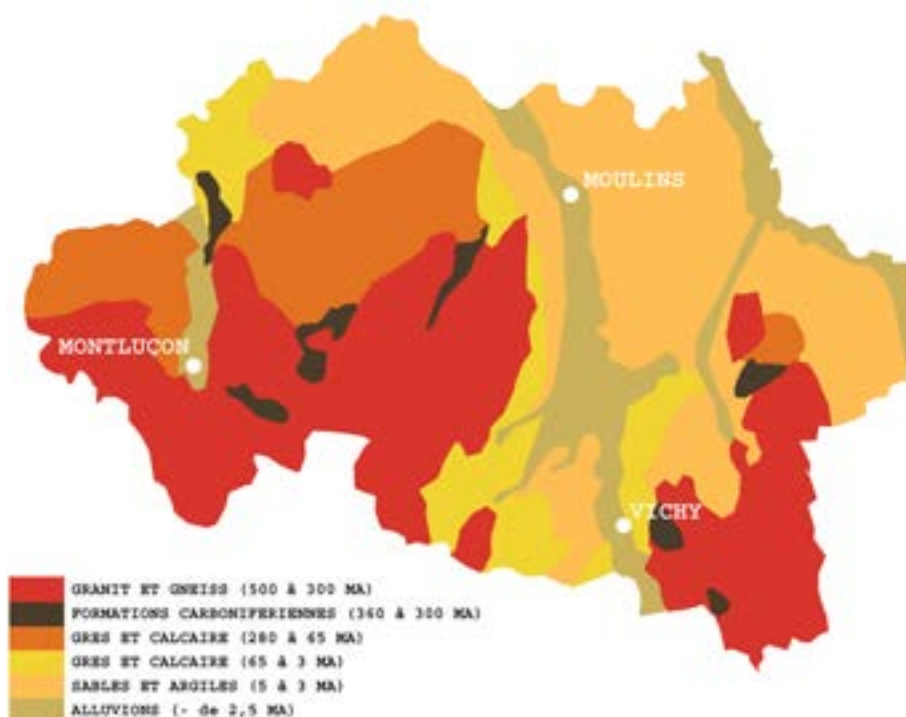 MOULINS
MONTLUÇON
VICHY
GRANIT ET GNEISS (500 à 300 MA)
FORMATIONS CARBONIFERIENNES (360 à 300 MA)
GRES ET CALCAIRE (280 à 65 MA)
GRES ET CALCAIRE (65 à 3 MA)
SABLES ET ARGILES (5 à 3 MA)
ALLUVIONS (- de 2,5 MA)